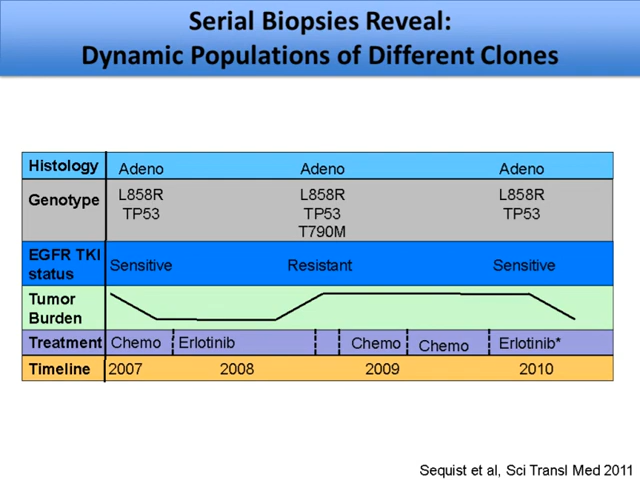 Serial Biopsies Reveal:
Dynamic Populations of Different Clones
Histology Adeno Adeno Adeno
Genotype L858R L858R L858R
TP53 TP53 TP53
T790M
EGFR TKI status Sensitive Resistant Sensitive
Tumor Burden
Treatment Chemo Erlotinib Chemo Chemo Erlotinib*
Timeline 2007 2008 2009 2010
Sequist et al, Sci Transl Med 2011